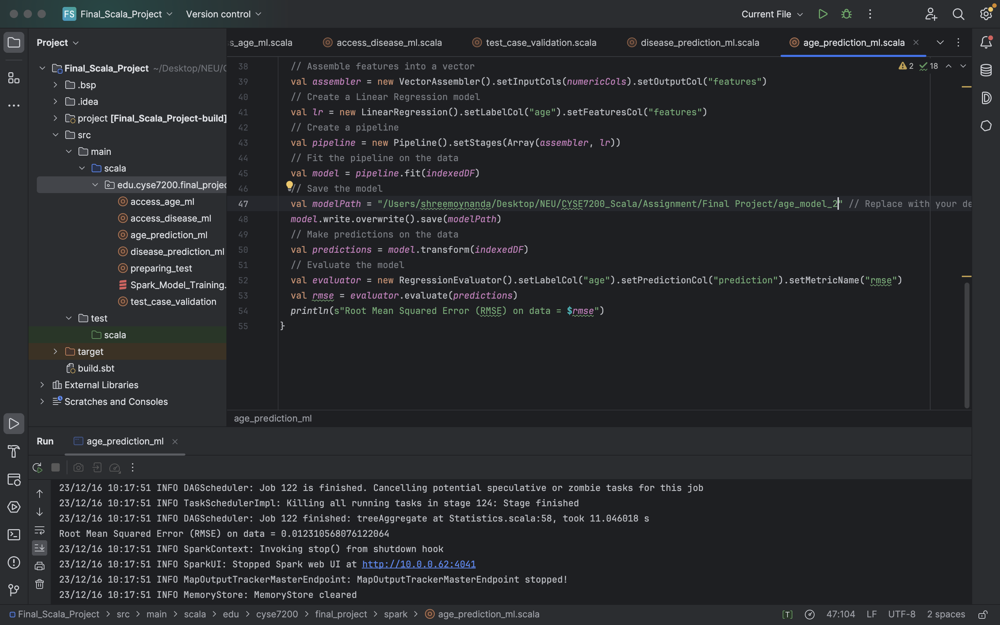 FS Final_Scala_Project Version control Current File
Project
s_age_ml.scala access_disease_ml.scala test_case_validation.scala disease_prediction_ml.scala age_prediction_ml.scala
Final_Scala_Project ~/Desktop/NEU/C
.bsp
.idea
project [Final_Scala_Project-build]
src
main
scala
edu.cyse7200.final_projec
access_age_ml
access_disease_ml
age_prediction_ml
disease_prediction_ml
preparing_test
Spark_Model_Training.
test_case_validation
test
scala
target
build.sbt
External Libraries
Scratches and Consoles
2 18
38 // Assemble features into a vector
39 val assembler = new VectorAssembler().setInputCols(numericCols).setOutputCol("features")
40 // Create a Linear Regression model
41 val lr = new LinearRegression().setLabelCol("age").setFeaturesCol("features")
42 // Create a pipeline
43 val pipeline = new Pipeline().setStages(Array(assembler, lr))
44 // Fit the pipeline on the data
45 val model = pipeline.fit(indexedDF)
46 // Save the model
47 val modelPath = "/Users/shreemoynanda/Desktop/NEU/CYSE7200_Scala/Assignment/Final Project/age_model_2" // Replace with your de
48 model.write.overwrite().save(modelPath)
49 // Make predictions on the data
50 val predictions = model.transform(indexedDF)
51 // Evaluate the model
52 val evaluator = new RegressionEvaluator().setLabelCol("age").setPredictionCol("prediction").setMetricName("rmse")
53 val rmse = evaluator.evaluate(predictions)
54 println(s"Root Mean Squared Error (RMSE) on data = $rmse")
55 }
age_prediction_ml
Run age_prediction_ml
23/12/16 10:17:51 INFO DAGScheduler: Job 122 is finished. Cancelling potential speculative or zombie tasks for this job
23/12/16 10:17:51 INFO TaskSchedulerImpl: Killing all running tasks in stage 124: Stage finished
23/12/16 10:17:51 INFO DAGScheduler: Job 122 finished: treeAggregate at Statistics.scala:58, took 11.046018 s
Root Mean Squared Error (RMSE) on data = 0.012310568076122064
23/12/16 10:17:51 INFO SparkContext: Invoking stop() from shutdown hook
23/12/16 10:17:51 INFO SparkUI: Stopped Spark web UI at http://10.0.0.62:4041
23/12/16 10:17:51 INFO MapOutputTrackerMasterEndpoint: MapOutputTrackerMasterEndpoint stopped!
23/12/16 10:17:51 INFO MemoryStore: MemoryStore cleared
Final_Scala_Project > src > main > scala > edu > cyse7200 > final_project > spark > age_prediction_ml.scala [T] 47:104 LF UTF-8 2 spaces